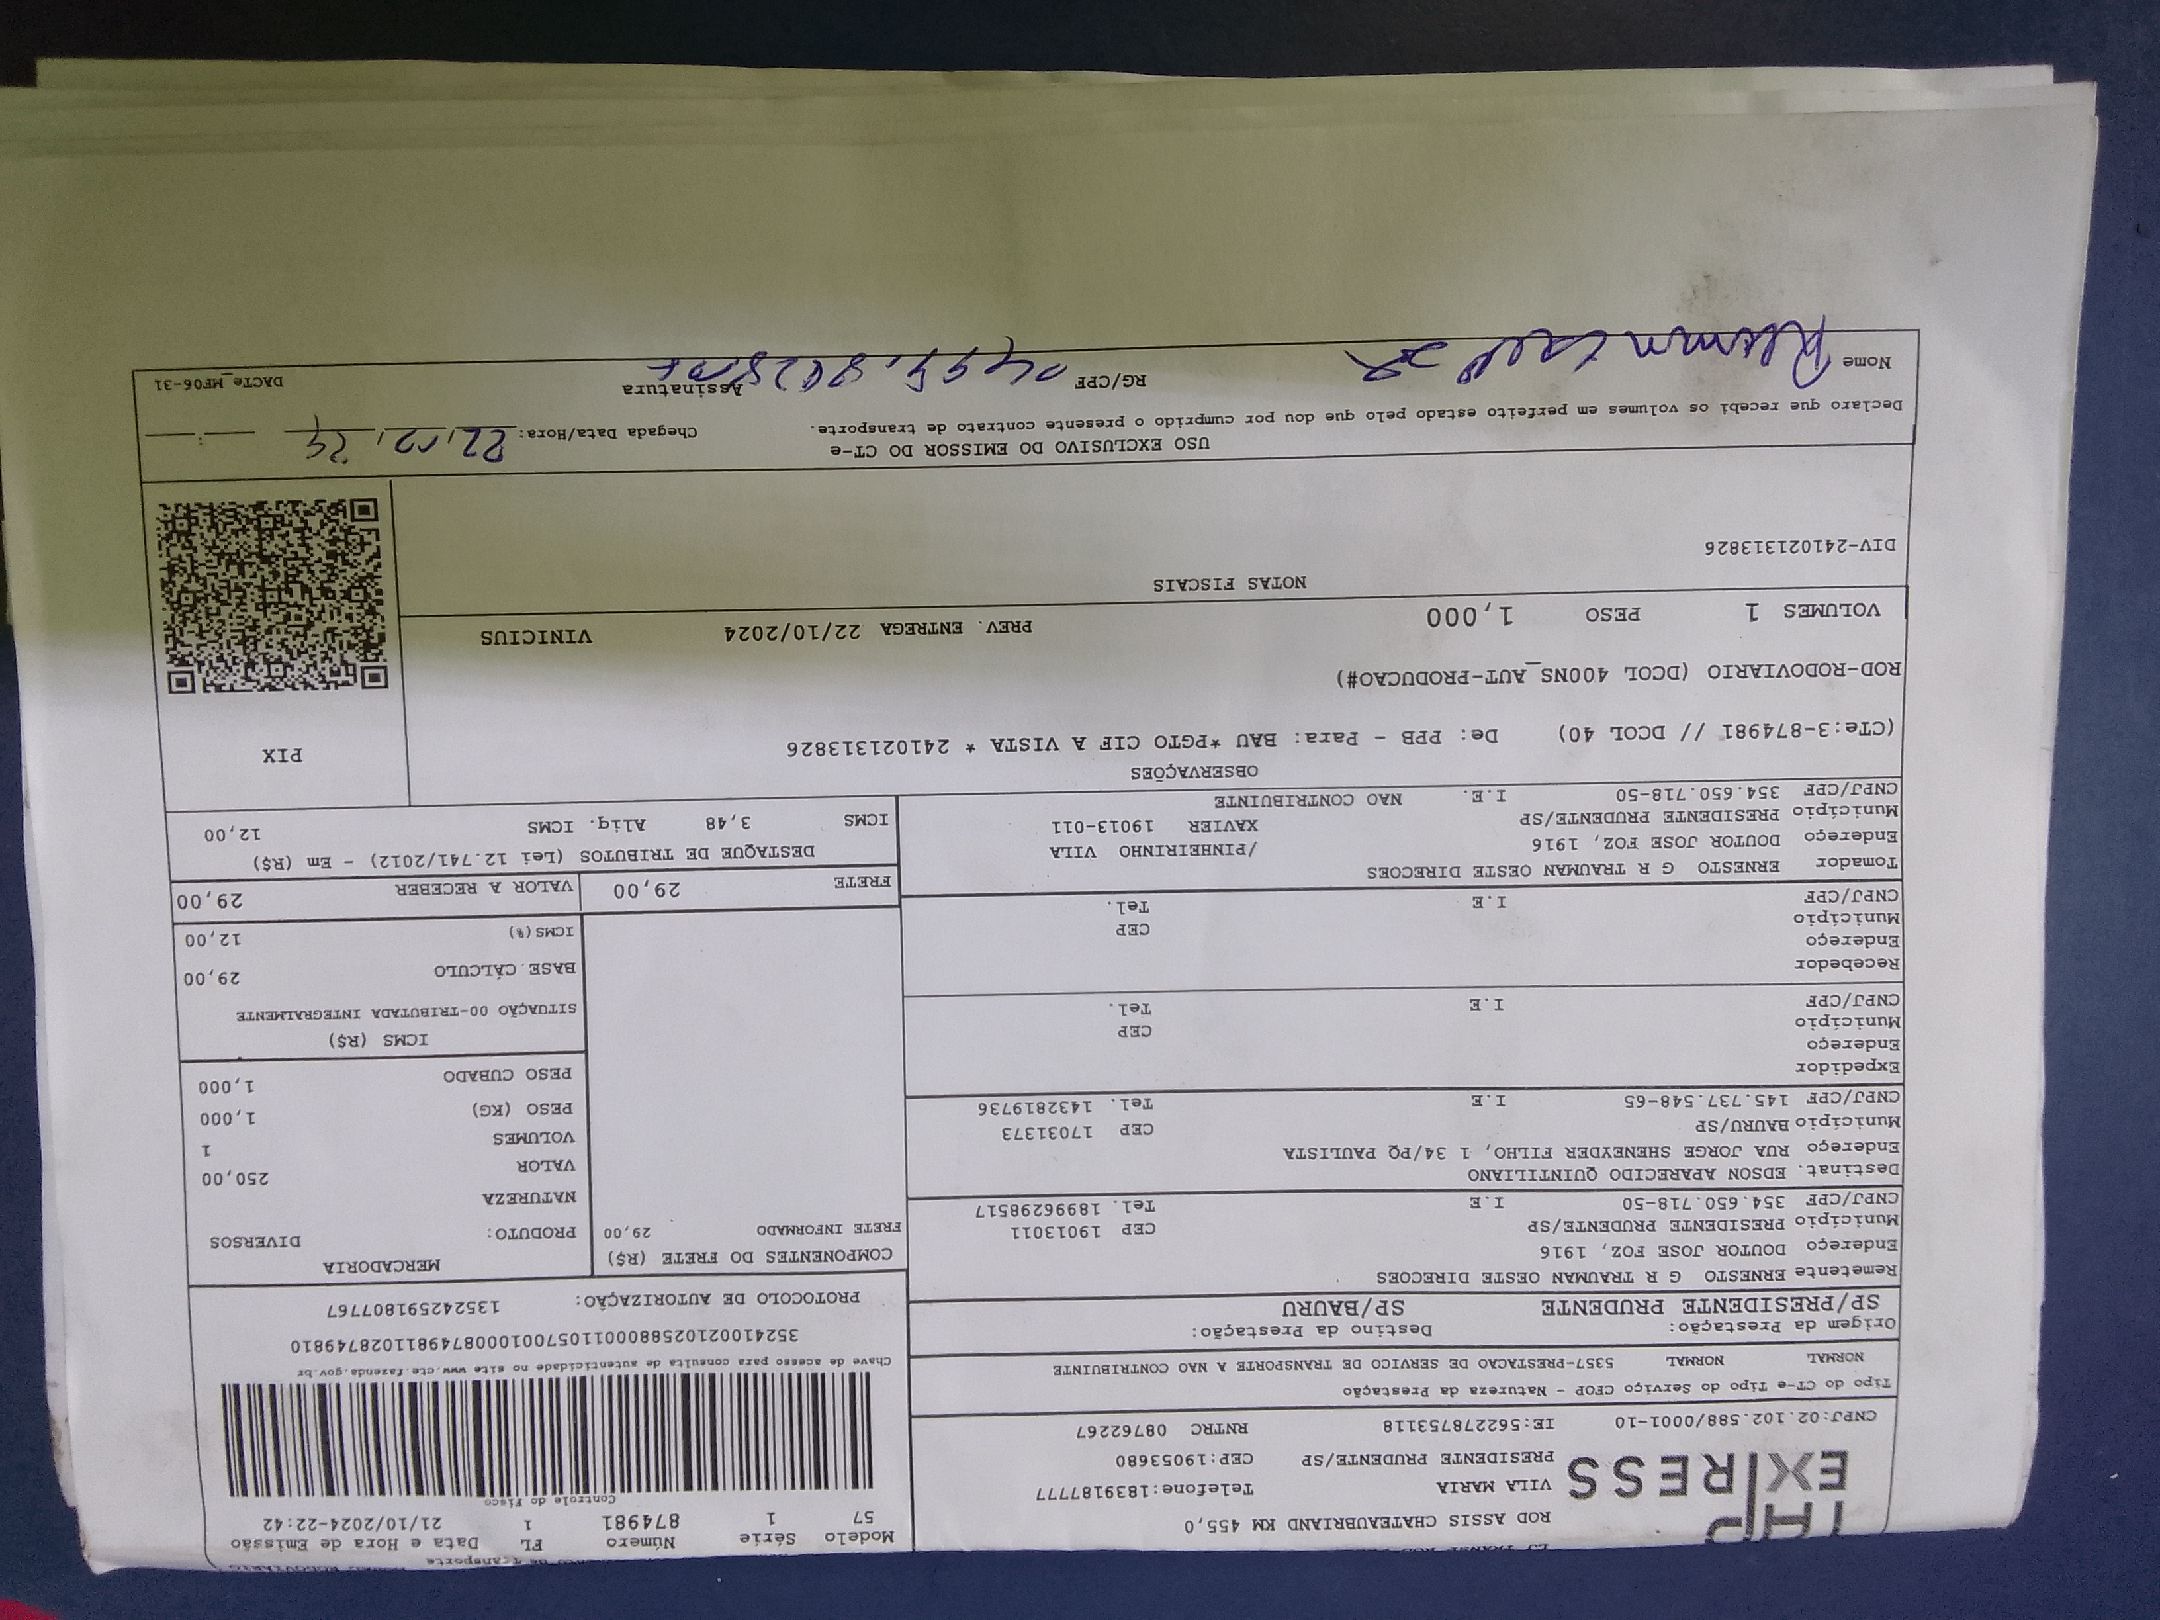 THP
EX|RESS
ROD ASSIS CHATEAUBRIAND KM 455,0
VILA MARIA Telefone:1839187777
PRESIDENTE PRUDENTE/SP CEP:19053680
CNPJ:02.102.588/0001-10 IE:562278753118 RNTRC 08762267
Modelo Série Número FL Data e Hora de Emissão
57 1 874981 1 21/10/2024-22:42
Controle do Fisco
Chave de acesso para consulta de autenticidade no site www.cte.fazenda.gov.br
35241002102588000110570010008749811028749810
PROTOCOLO DE AUTORIZAÇÃO: 135242591807767
Tipo do CT-e Tipo do Serviço CFOP - Natureza da Prestação
NORMAL NORMAL 5357-PRESTACAO DE SERVICO DE TRANSPORTE A NAO CONTRIBUINTE
Origem da Prestação: Destino da Prestação:
SP/PRESIDENTE PRUDENTE SP/BAURU
Remetente ERNESTO G R TRAUMAN OESTE DIRECOES
Endereço DOUTOR JOSE FOZ, 1916
Município PRESIDENTE PRUDENTE/SP CEP 19013011
CNPJ/CPF 354.650.718-50 I.E Tel. 18996298517
Destinat. EDSON APARECIDO QUINTILIANO
Endereço RUA JORGE SHENEYDER FILHO, 1 34/PQ PAULISTA
Município BAURU/SP CEP 17031373
CNPJ/CPF 145.737.548-65 I.E Tel. 1432819736
Expedidor
Endereço
Município CEP
CNPJ/CPF I.E Tel.
Recebedor
Endereço
Município CEP
CNPJ/CPF I.E Tel.
Tomador ERNESTO G R TRAUMAN OESTE DIRECOES
Endereço DOUTOR JOSE FOZ, 1916 /PINHEIRINHO VILA
Município PRESIDENTE PRUDENTE/SP XAVIER 19013-011
CNPJ/CPF 354.650.718-50 I.E. NAO CONTRIBUINTE
COMPONENTES DO FRETE (R$)
FRETE INFORMADO 29,00
MERCADORIA
PRODUTO: DIVERSOS
NATUREZA
VALOR 250,00
VOLUMES 1
PESO (KG) 1,000
PESO CUBADO 1,000
ICMS (R$)
SITUAÇÃO 00-TRIBUTADA INTEGRALMENTE
BASE.CÁLCULO 29,00
ICMS(%) 12,00
FRETE 29,00 VALOR A RECEBER 29,00
DESTAQUE DE TRIBUTOS (Lei 12.741/2012) - Em (R$)
ICMS 3,48 Aliq. ICMS 12,00
OBSERVAÇÕES
(CTe:3-874981 // DCOL 40) De: PPB - Para: BAU *PGTO CIF A VISTA * 241021313826
ROD-RODOVIARIO (DCOL 400NS_AUT-PRODUCAO#)
VOLUMES 1 PESO 1,000 PREV. ENTREGA 22/10/2024 VINICIUS
PIX
NOTAS FISCAIS
DIV-241021313826
USO EXCLUSIVO DO EMISSOR DO CT-e
Declaro que recebi os volumes em perfeito estado pelo que dou por cumprido o presente contrato de transporte.
Chegada Data/Hora: 22, 10, 24
Nome RG/CPF Assinatura DACTe_MF06-31